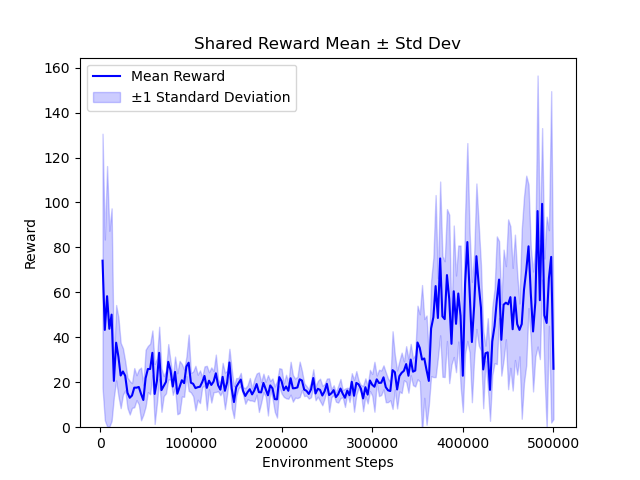 Shared Reward Mean ± Std Dev
Mean Reward
±1 Standard Deviation
160
140
120
100
80
60
40
20
0
Reward
0 100000 200000 300000 400000 500000
Environment Steps